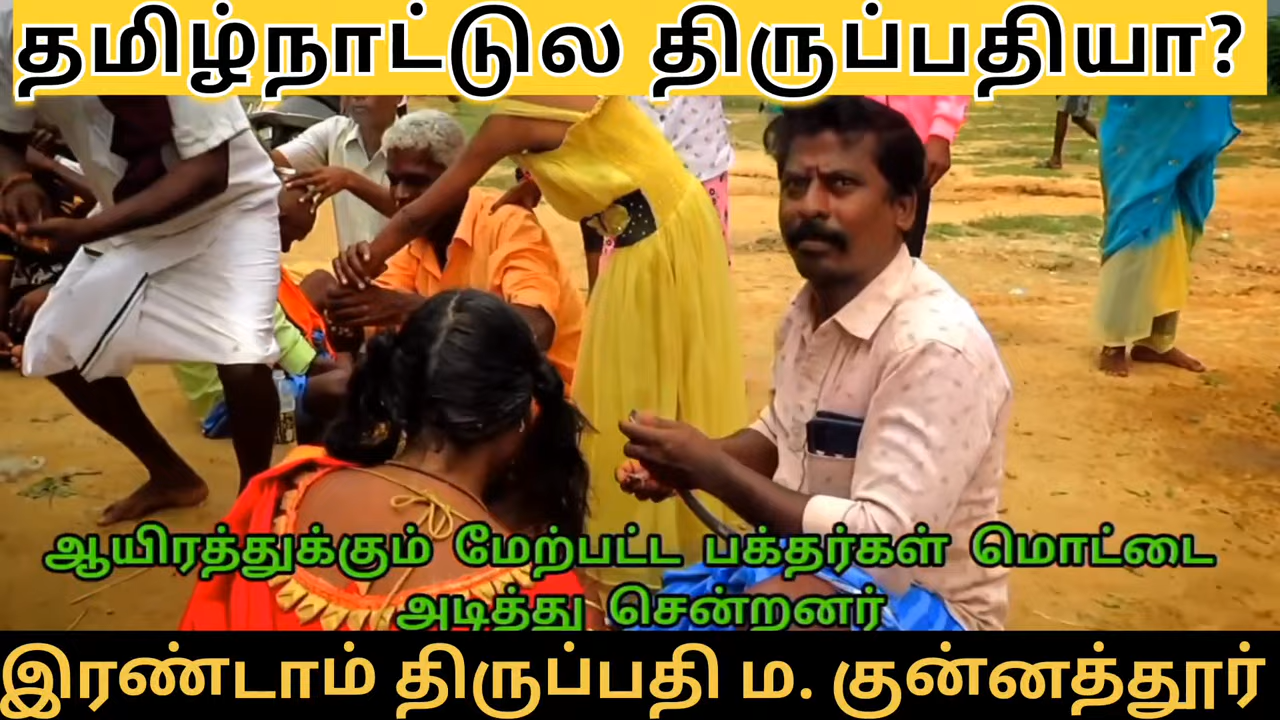 தமிழ்நாட்டுல திருப்பதியா?
ஆயிரத்துக்கும் மேற்பட்ட பக்தர்கள் மொட்டை
அடித்து சென்றனர்
இரண்டாம் திருப்பதி ம. குன்னத்தூர்